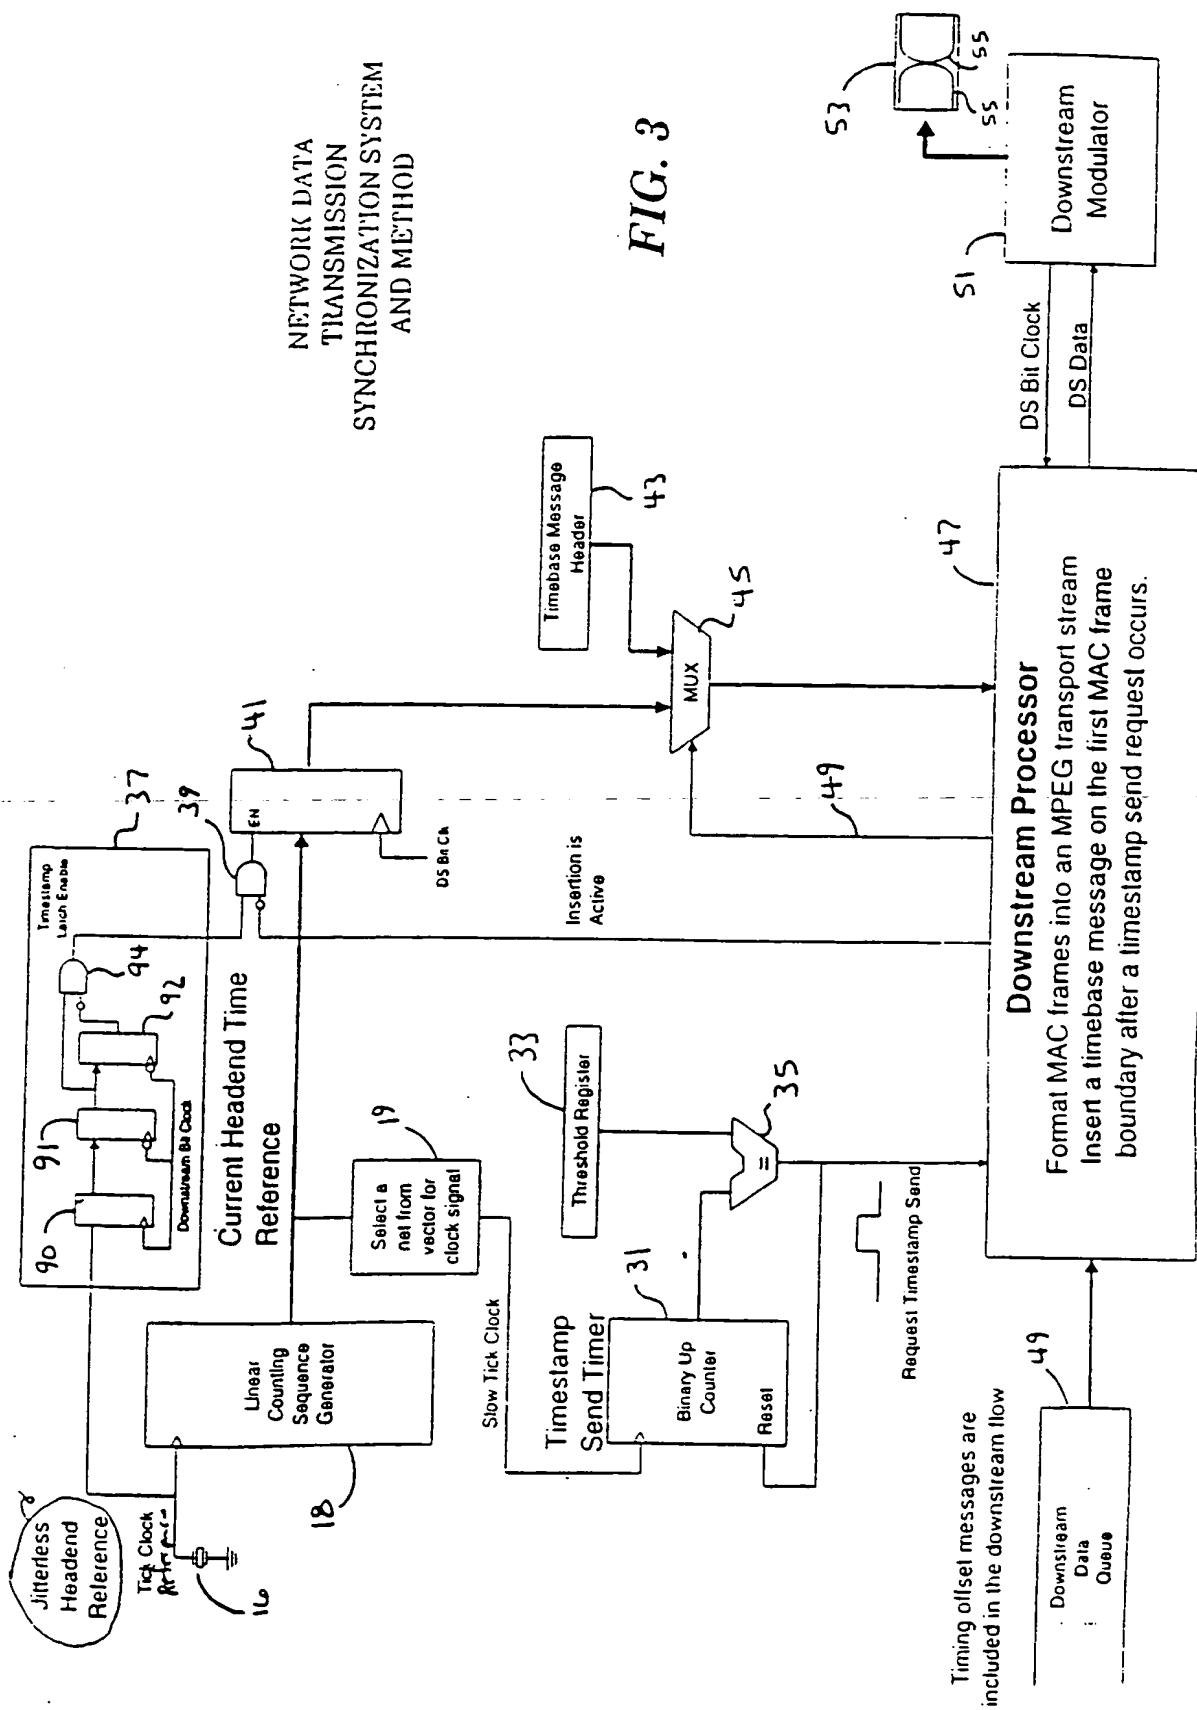 NETWORK DATA
TRANSMISSION
SYNCHRONIZATION SYSTEM
AND METHOD
FIG. 3
Jitterless
Headend
Reference
Tick Clock
16
Linear
Counting
Sequence
Generator
18
90
91
92
94
Downstream Bit Clock
Timestamp
Latch Enable
37
39
EN
41
DS Bit Clk
Current Headend Time
Reference
Select a
net from
vector for
clock signal
19
Slow Tick Clock
Timestamp
Send Timer
Binary Up
Counter
Reset
31
Threshold Register
33
=
35
Request Timestamp Send
Insertion is
Active
Timebase Message
Header
43
MUX
45
49
Timing offset messages are
included in the downstream flow
Downstream
Data
Queue
49
Downstream Processor
Format MAC frames into an MPEG transport stream
Insert a timebase message on the first MAC frame
boundary after a timestamp send request occurs.
47
DS Bit Clock
DS Data
Downstream
Modulator
51
53
55
55